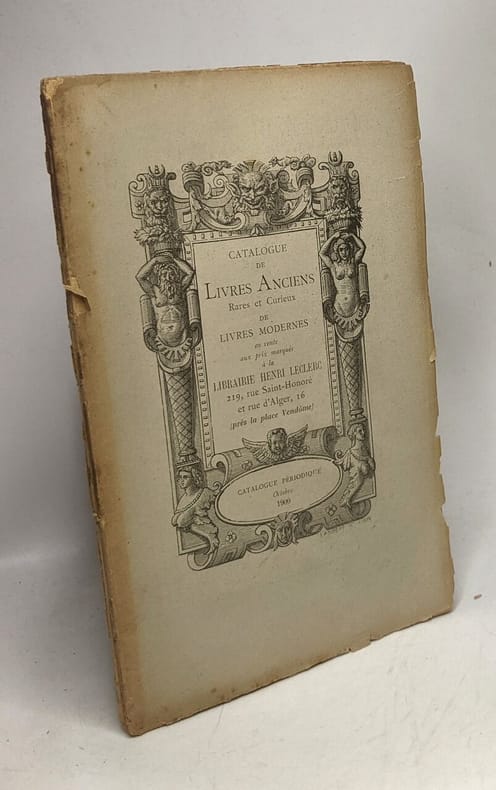 CATALOGUE
DE
LIVRES ANCIENS
Rares et Curieux
DE
LIVRES MODERNES
en vente
aux prix marqués
à la
LIBRAIRIE HENRI LECLERC
219, rue Saint-Honoré
et rue d'Alger, 16
(près la place Vendôme)
CATALOGUE PÉRIODIQUE
Octobre
1900